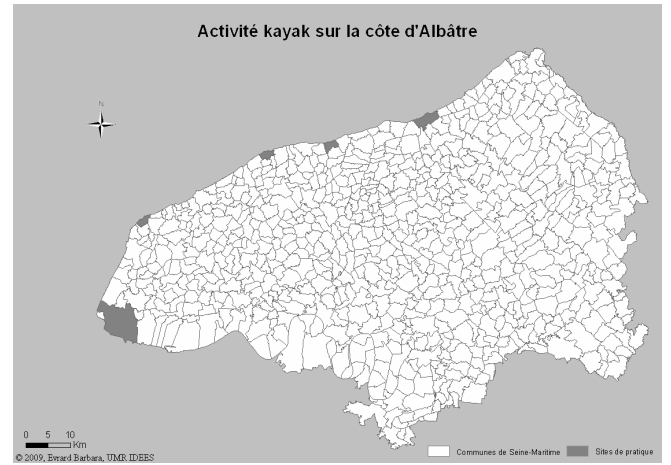 Activité kayak sur la côte d'Albâtre
N
0 5 10
Km
© 2009, Evrard Barbara, UMR IDEES
Communes de Seine-Maritime Sites de pratique